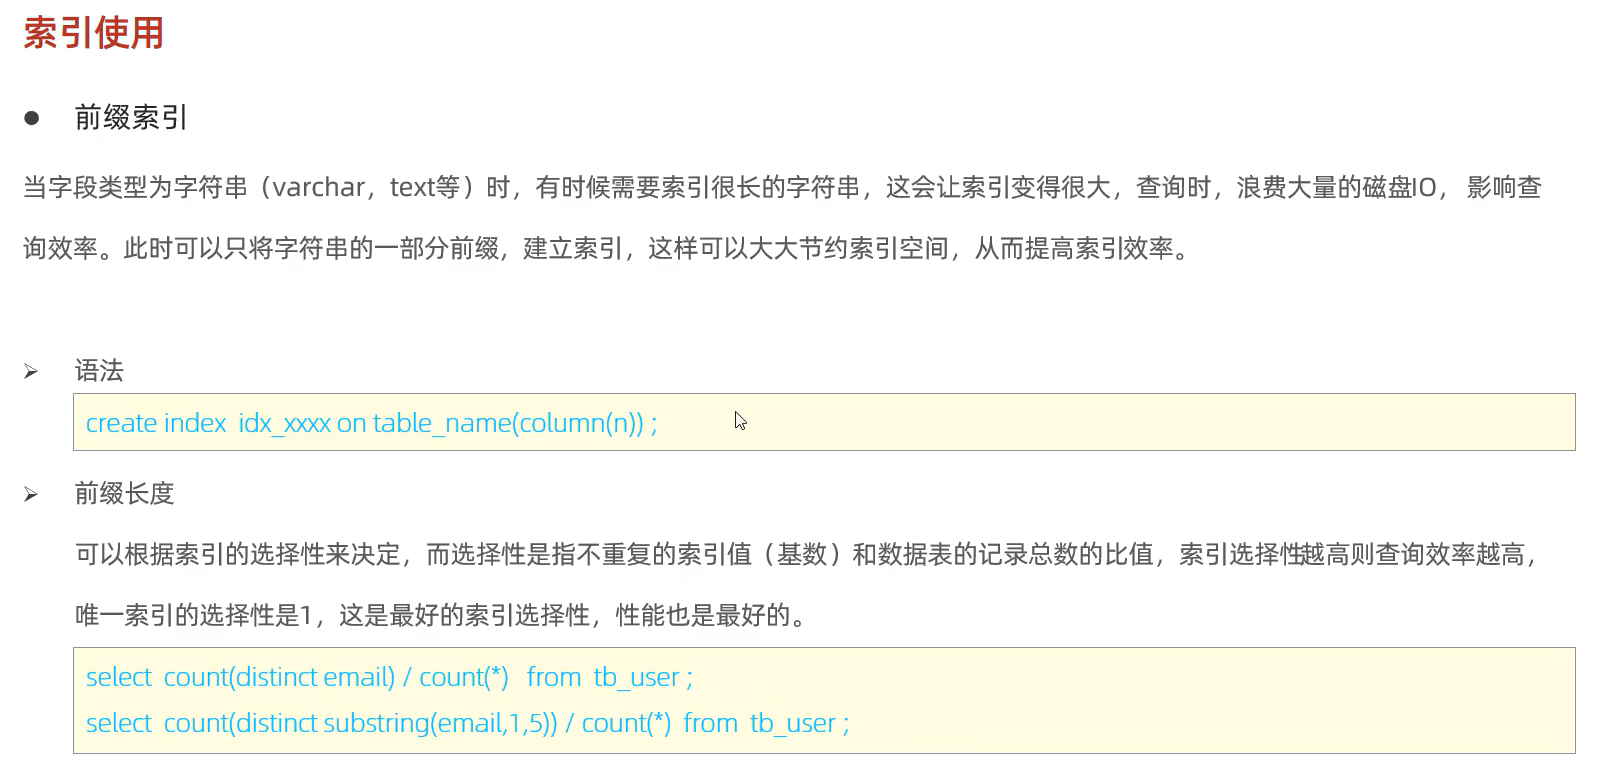 索引使用
前缀索引
当字段类型为字符串（varchar，text等）时，有时候需要索引很长的字符串，这会让索引变得很大，查询时，浪费大量的磁盘IO， 影响查
询效率。此时可以只将字符串的一部分前缀，建立索引，这样可以大大节约索引空间，从而提高索引效率。
语法
create index idx_xxxx on table_name(column(n)) ;
前缀长度
可以根据索引的选择性来决定，而选择性是指不重复的索引值（基数）和数据表的记录总数的比值，索引选择性越高则查询效率越高，
唯一索引的选择性是1，这是最好的索引选择性，性能也是最好的。
select count(distinct email) / count(*) from tb_user ;
select count(distinct substring(email,1,5)) / count(*) from tb_user ;